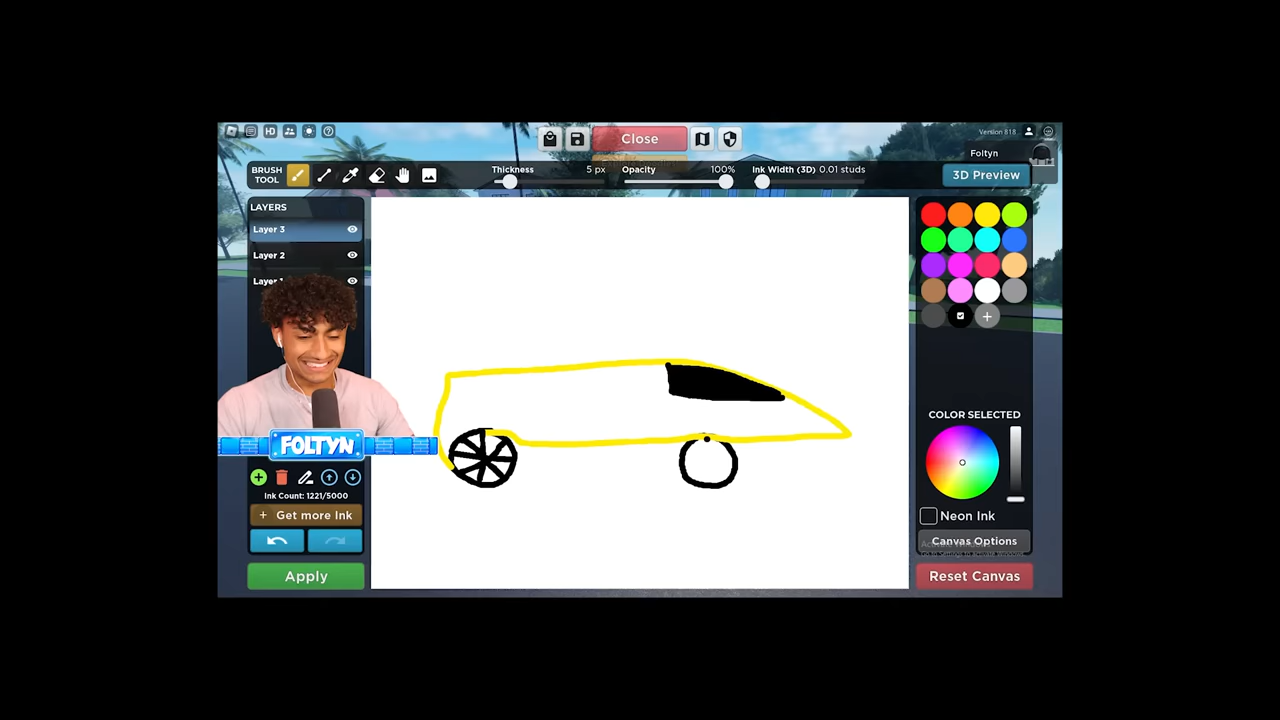 HD
Close
Version 818...
Foltyn
BRUSH TOOL
Thickness 5 px
Opacity 100%
Ink Width (3D) 0.01 studs
3D Preview
LAYERS
Layer 3
Layer 2
Layer
FOLTYN
COLOR SELECTED
Ink Count: 1221/5000
+ Get more Ink
Neon Ink
Canvas Options
Apply
Reset Canvas